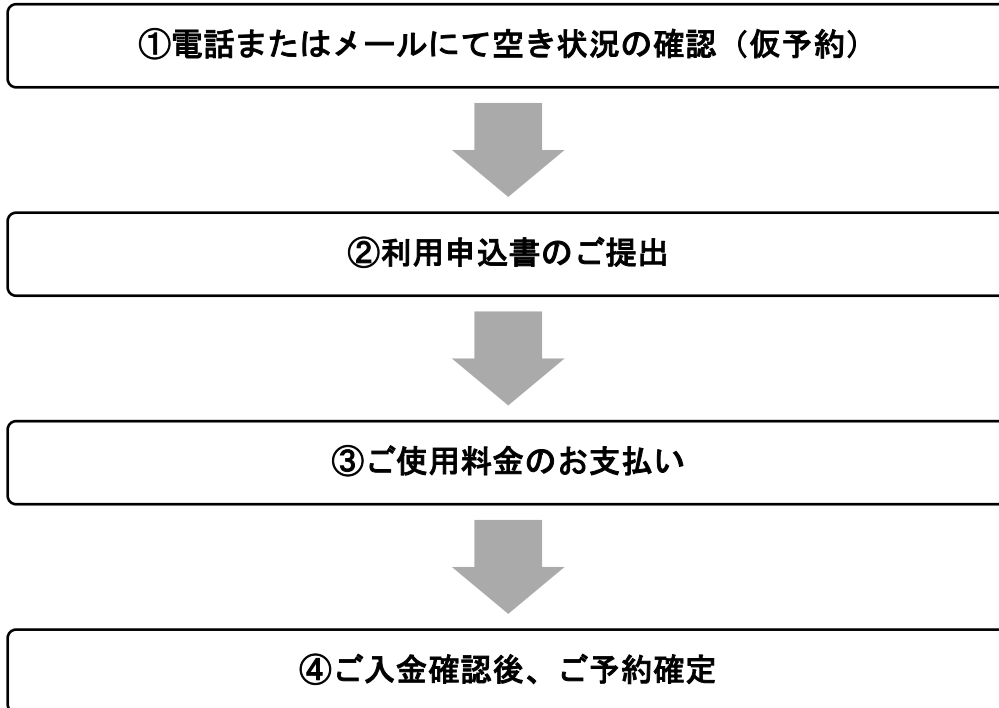 ①電話またはメールにて空き状況の確認（仮予約）
②利用申込書のご提出
③ご使用料金のお支払い
④ご入金確認後、ご予約確定